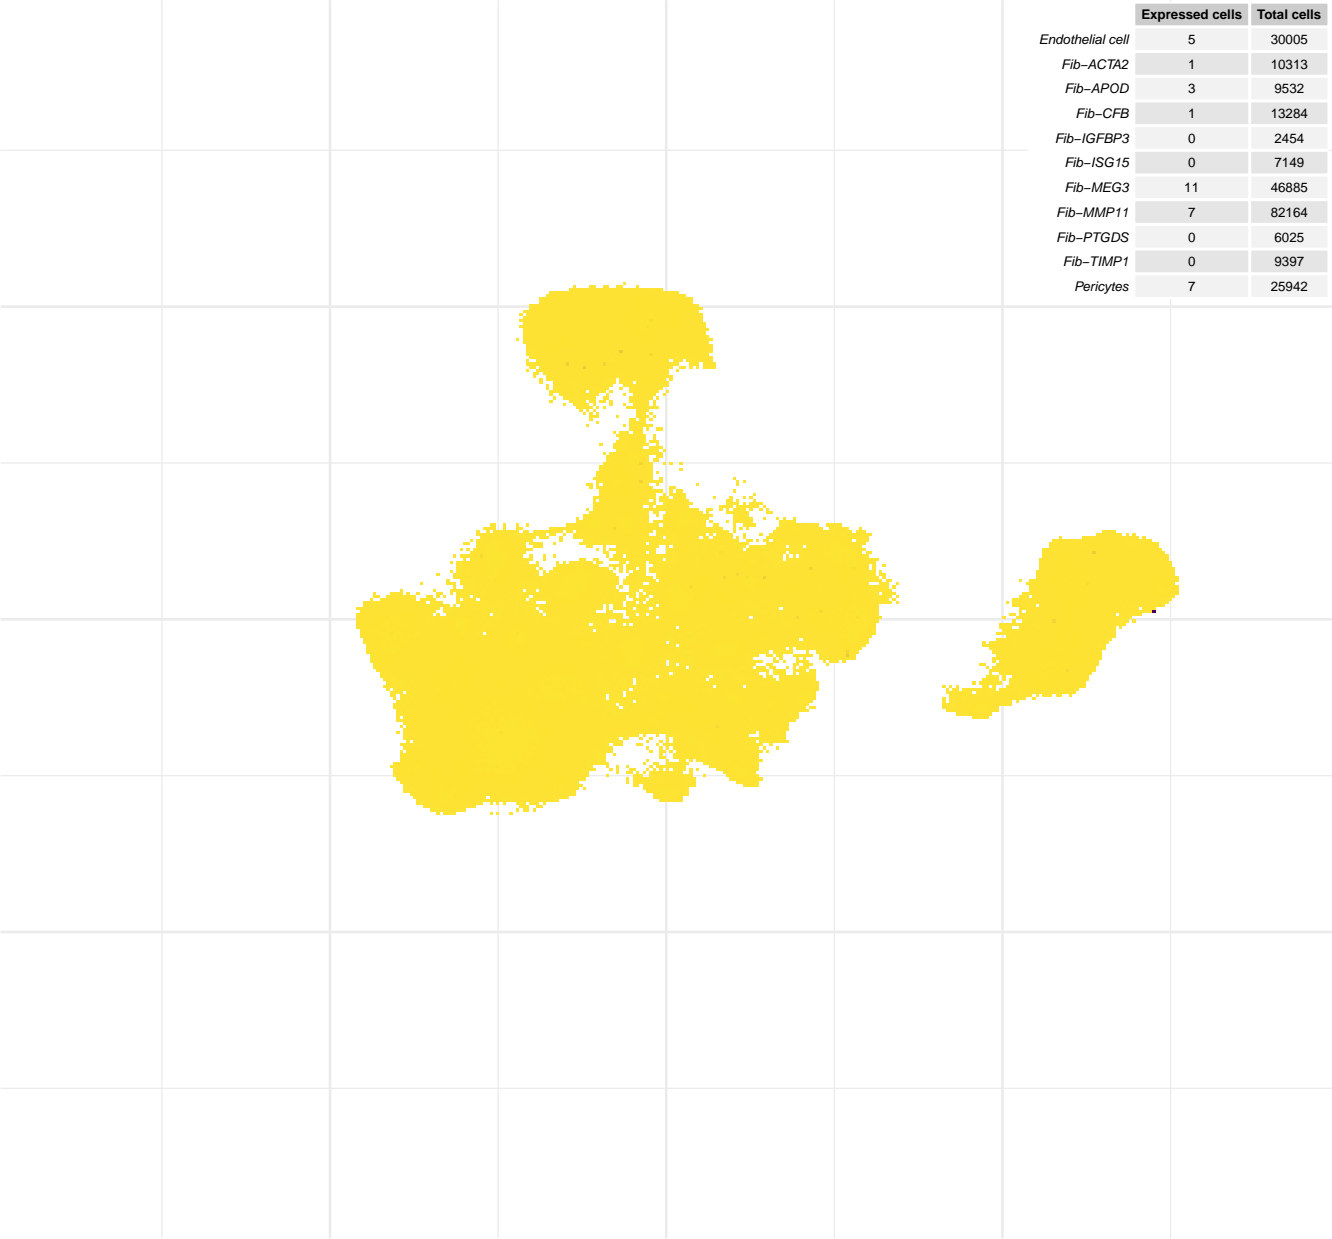 Expressed cells Total cells
Endothelial cell 5 30005
Fib−ACTA2 1 10313
Fib−APOD 3 9532
Fib−CFB 1 13284
Fib−IGFBP3 0 2454
Fib−ISG15 0 7149
Fib−MEG3 11 46885
Fib−MMP11 7 82164
Fib−PTGDS 0 6025
Fib−TIMP1 0 9397
Pericytes 7 25942